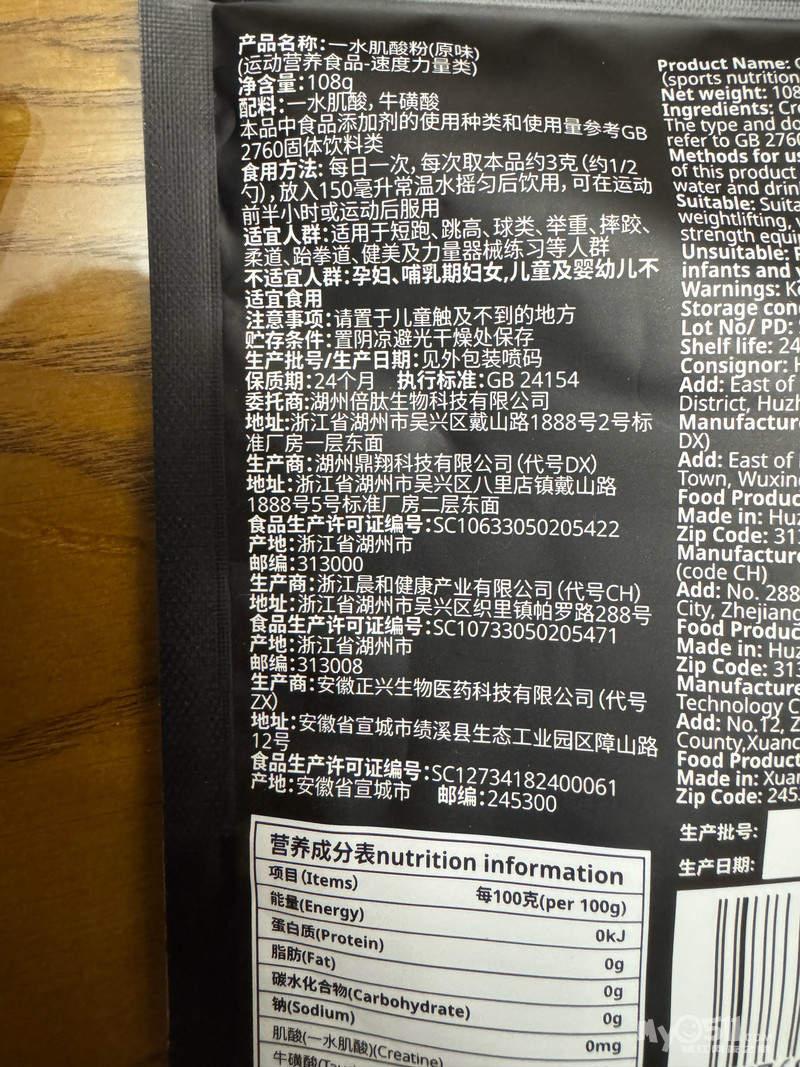 产品名称:一水肌酸粉(原味)
(运动营养食品-速度力量类)
净含量:108g
配料:一水肌酸,牛磺酸
本品中食品添加剂的使用种类和使用量参考GB
2760固体饮料类
食用方法: 每日一次, 每次取本品约3克 (约1/2
勺), 放入150毫升常温水摇匀后饮用, 可在运动
前半小时或运动后服用
适宜人群:适用于短跑、跳高、球类、举重、摔跤、
柔道、跆拳道、健美及力量器械练习等人群
不适宜人群:孕妇、哺乳期妇女,儿童及婴幼儿不
适宜食用
注意事项:请置于儿童触及不到的地方
贮存条件:置阴凉避光干燥处保存
生产批号/生产日期:见外包装喷码
保质期:24个月 执行标准:GB 24154
委托商:湖州倍肽生物科技有限公司
地址:浙江省湖州市吴兴区戴山路1888号2号标
准厂房一层东面
生产商:湖州鼎翔科技有限公司 (代号DX)
地址:浙江省湖州市吴兴区八里店镇戴山路
1888号5号标准厂房二层东面
食品生产许可证编号:SC10633050205422
产地:浙江省湖州市
邮编:313000
生产商:浙江晨和健康产业有限公司 (代号CH)
地址:浙江省湖州市吴兴区织里镇帕罗路288号
食品生产许可证编号:SC10733050205471
产地:浙江省湖州市
邮编:313008
生产商:安徽正兴生物医药科技有限公司 (代号
ZX)
地址:安徽省宣城市绩溪县生态工业园区障山路
12号
食品生产许可证编号:SC12734182400061
产地:安徽省宣城市 邮编:245300
营养成分表nutrition information
项目 (Items) 每100克(per 100g)
能量(Energy) 0kJ
蛋白质(Protein) 0g
脂肪(Fat) 0g
碳水化合物(Carbohydrate) 0g
钠(Sodium) 0mg
肌酸(一水肌酸)(Creatine)
牛磺酸
Product Name:
(sports nutrition
Net weight: 108
Ingredients:
The type and
refer to GB 2760
Methods for
of this product
water and
Suitable:
weightlifting,
strength
Unsuitable:
infants and
Warnings:
Storage
Lot No/ PD:
Shelf life: 24
Consignor:
Add: East of
District,
DX)
Add: East of
Town,
Food
Made in:
Zip Code:
(code CH)
Add: No. 288
City,
Food
Made in:
Zip Code:
Technology
Add: No.12,
Food
Made in:
Zip Code:
生产批号:
生产日期:
My0511.COM